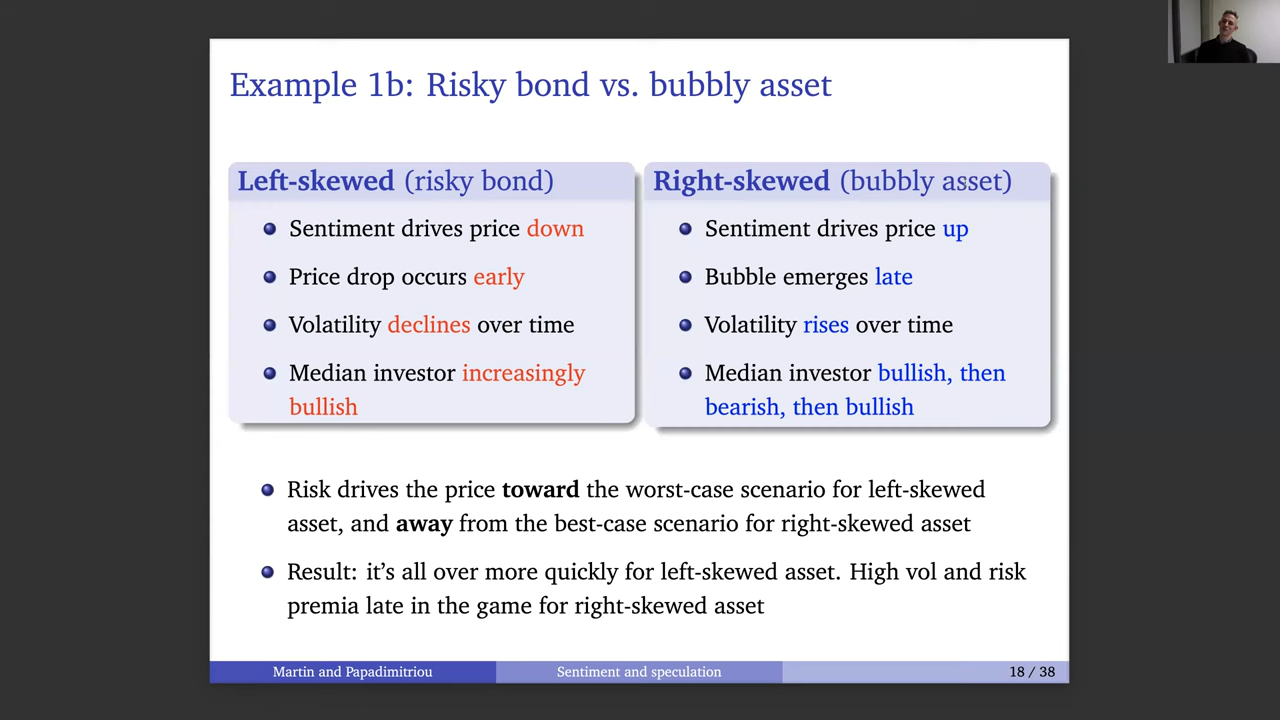 Example 1b: Risky bond vs. bubbly asset
Left-skewed (risky bond)
Sentiment drives price down
Price drop occurs early
Volatility declines over time
Median investor increasingly
bullish
Right-skewed (bubbly asset)
Sentiment drives price up
Bubble emerges late
Volatility rises over time
Median investor bullish, then
bearish, then bullish
Risk drives the price toward the worst-case scenario for left-skewed
asset, and away from the best-case scenario for right-skewed asset
Result: it's all over more quickly for left-skewed asset. High vol and risk
premia late in the game for right-skewed asset
Martin and Papadimitriou
Sentiment and speculation
18 / 38